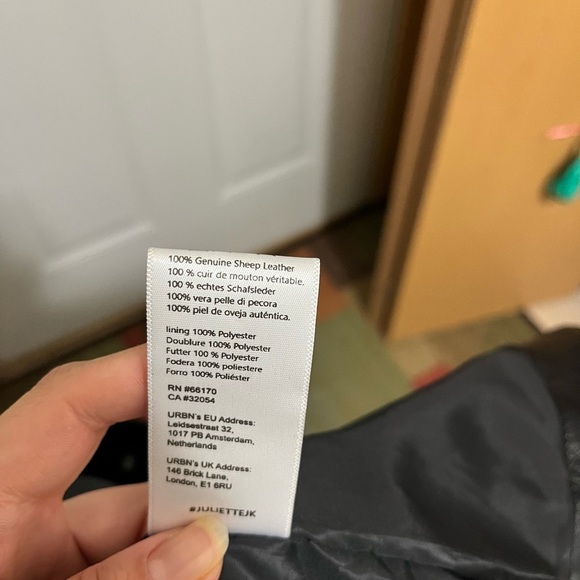 100% Genuine Sheep Leather
100 % cuir de mouton véritable.
100 % echtes Schafsleder
100% vera pelle di pecora
100% piel de oveja auténtica.
lining 100% Polyester
Doublure 100% Polyester
Futter 100 % Polyester
Fodera 100% poliestere
Forro 100% Poliéster
RN #66170
CA #32054
URBN's EU Address:
Leidsestraat 32,
1017 PB Amsterdam,
Netherlands
URBN's UK Address:
146 Brick Lane,
London, E1 6RU
#JULIETTEJK